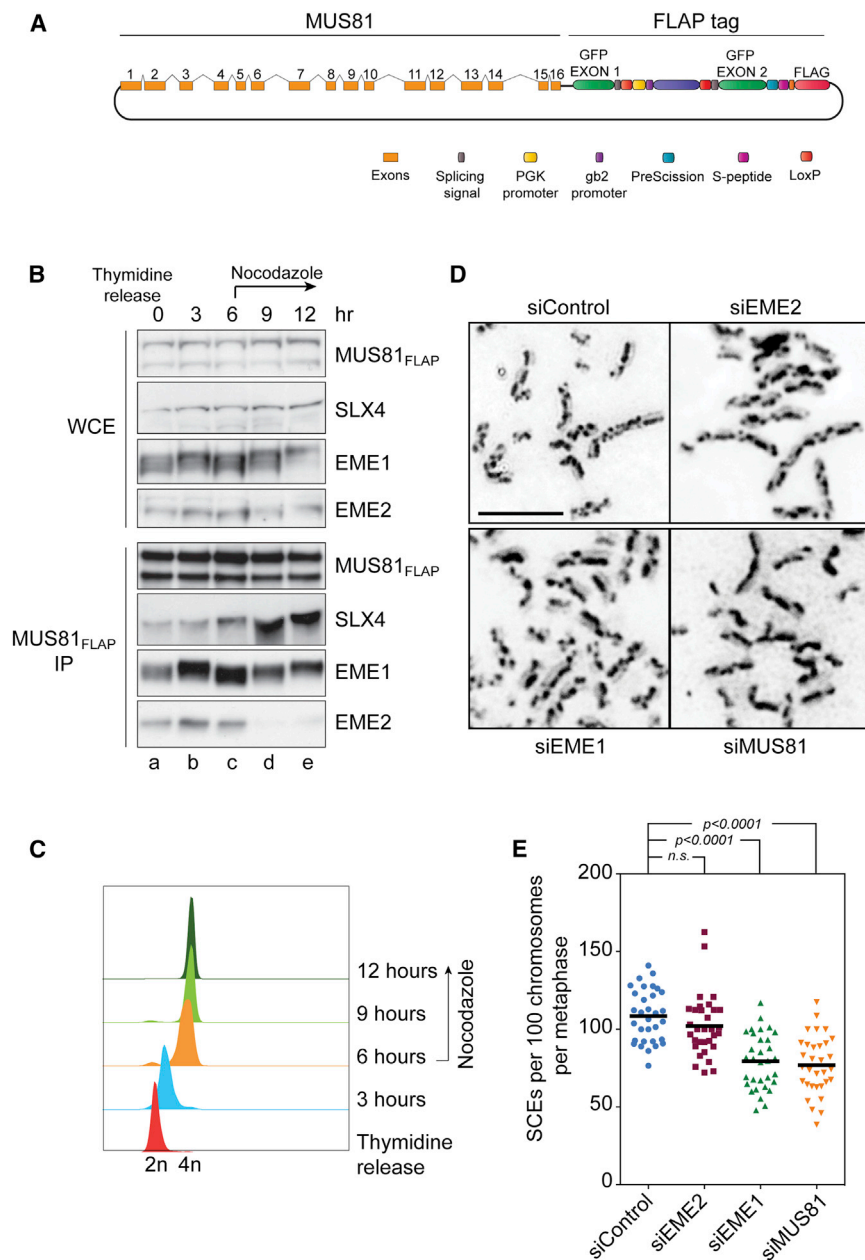 A
MUS81
FLAP tag
1 2 3 4 5 6 7 8 9 10 11 12 13 14 15 16
GFP
EXON 1
GFP
EXON 2
FLAG
Exons
Splicing
signal
PGK
promoter
gb2
promoter
PreScission
S-peptide
LoxP
B
Thymidine
release
Nocodazole
0 3 6 9 12 hr
WCE
MUS81FLAP
SLX4
EME1
EME2
MUS81FLAP
IP
MUS81FLAP
SLX4
EME1
EME2
a b c d e
C
12 hours
9 hours
6 hours
3 hours
Thymidine
release
Nocodazole
2n 4n
D
siControl
siEME2
siEME1
siMUS81
E
p<0.0001
p<0.0001
n.s.
SCEs per 100 chromosomes
per metaphase
200
150
100
50
0
siControl
siEME2
siEME1
siMUS81